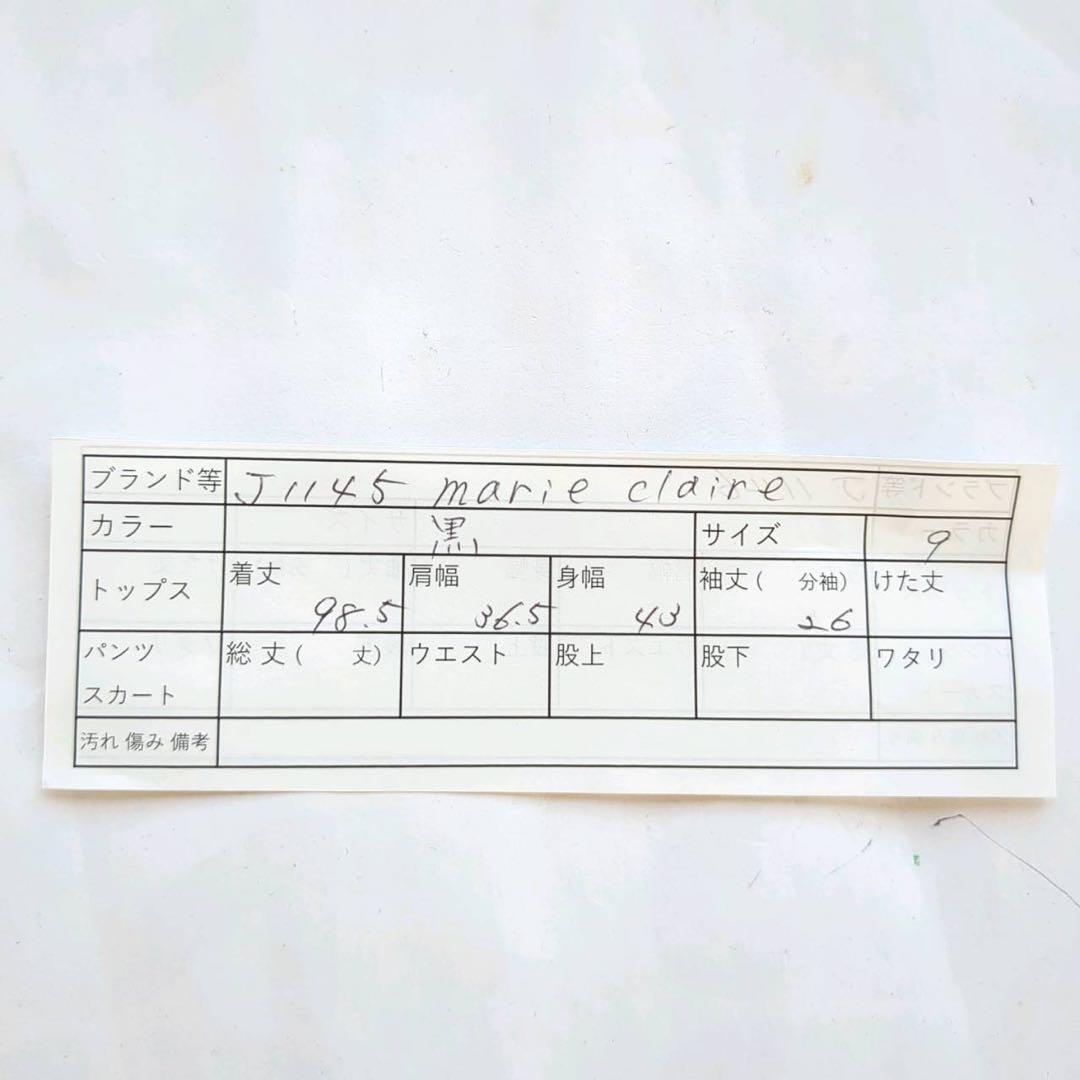 ブランド等 J1145 marie claire
カラー 黒 サイズ 9
トップス 着丈 98.5 肩幅 36.5 身幅 43 袖丈( 分袖) 26 けた丈
パンツ 総丈( 丈) ウエスト 股上 股下 ワタリ
スカート
汚れ 傷み 備考